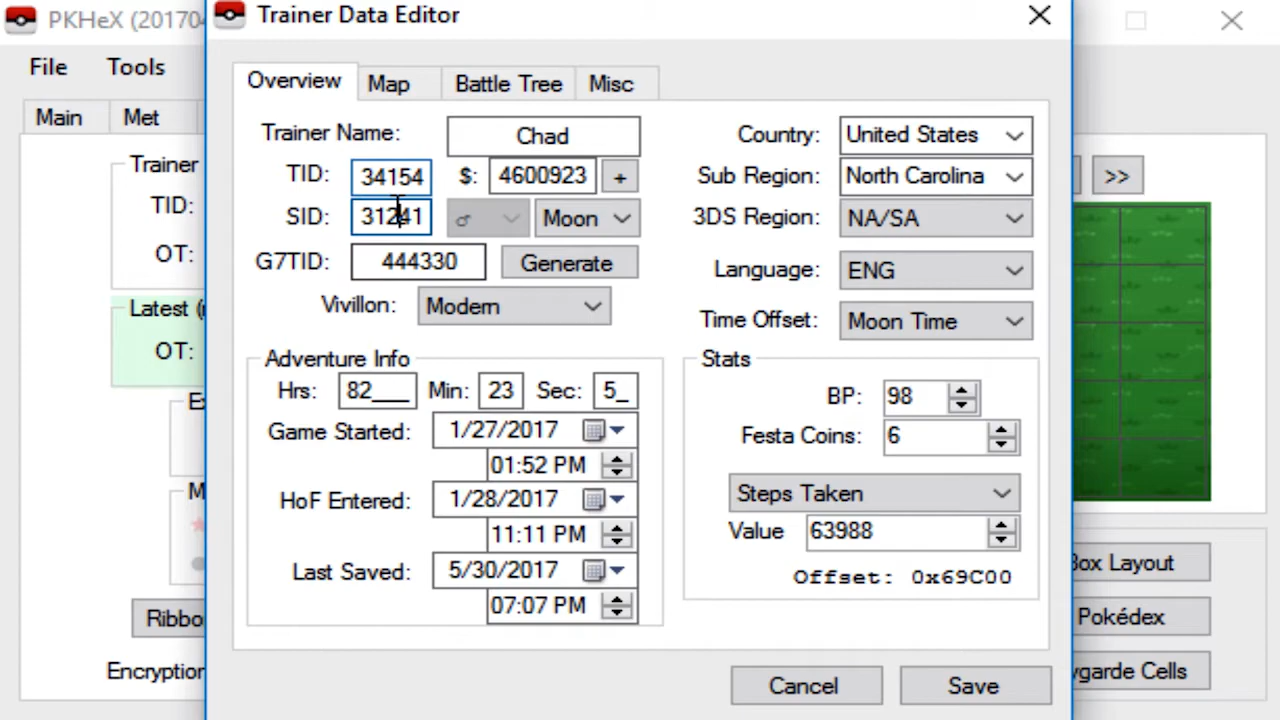 PKHeX (20170
Trainer Data Editor
File Tools
Main Met
Overview Map Battle Tree Misc
Trainer
TID:
OT:
Latest (
OT:
Ribbo
Encryption
Trainer Name: Chad
TID: 34154 $: 4600923 +
SID: 31241 ♂ Moon
G7TID: 444330 Generate
Vivillon: Modern
Country: United States
Sub Region: North Carolina
3DS Region: NA/SA
Language: ENG
Time Offset: Moon Time
Adventure Info
Hrs: 82___ Min: 23 Sec: 5_
Game Started: 1/27/2017
01:52 PM
HoF Entered: 1/28/2017
11:11 PM
Last Saved: 5/30/2017
07:07 PM
Stats
BP: 98
Festa Coins: 6
Steps Taken
Value 63988
Offset: 0x69C00
Cancel Save
>>
Box Layout
Pokédex
ygarde Cells